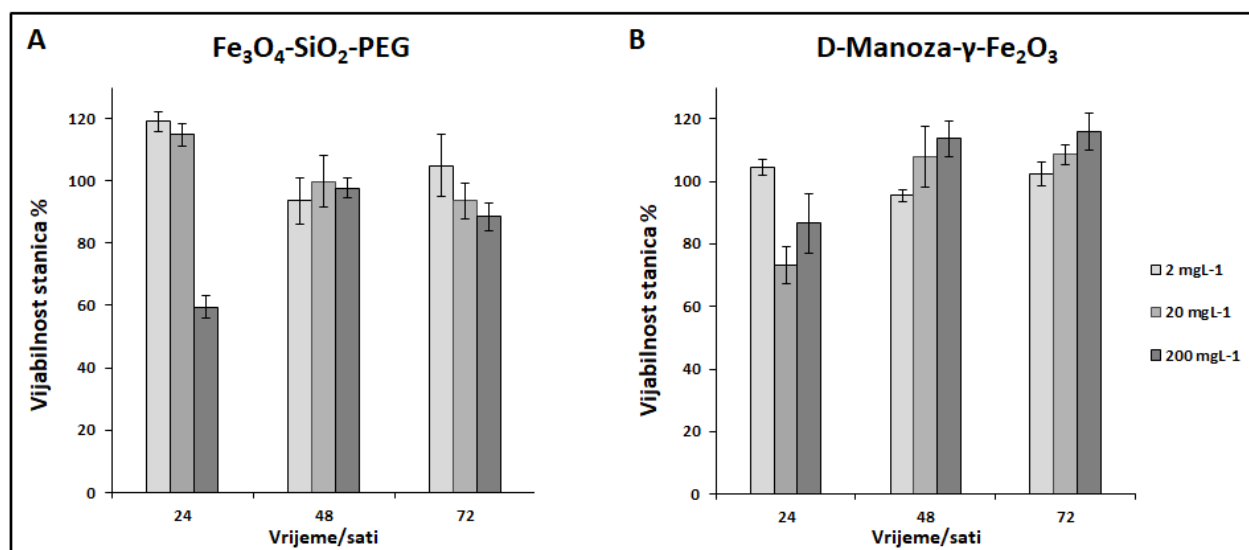 A
Fe₃O₄-SiO₂-PEG
Vijabilnost stanica %
120
100
80
60
40
20
0
24
48
72
Vrijeme/sati
B
D-Manoza-γ-Fe₂O₃
Vijabilnost stanica %
120
100
80
60
40
20
0
24
48
72
Vrijeme/sati
2 mgL-1
20 mgL-1
200 mgL-1